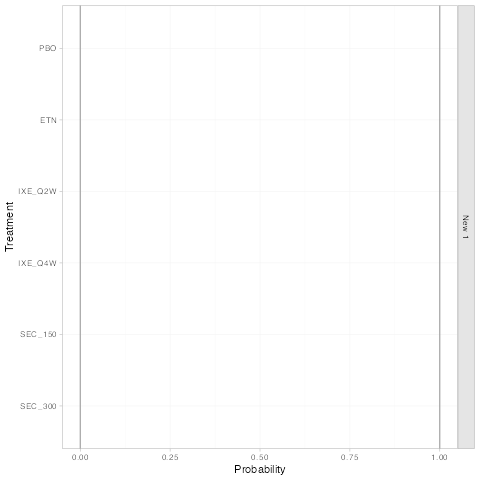 PBO
ETN
IXE_Q2W
IXE_Q4W
SEC_150
SEC_300
Treatment
New 1
0.00 0.25 0.50 0.75 1.00
Probability